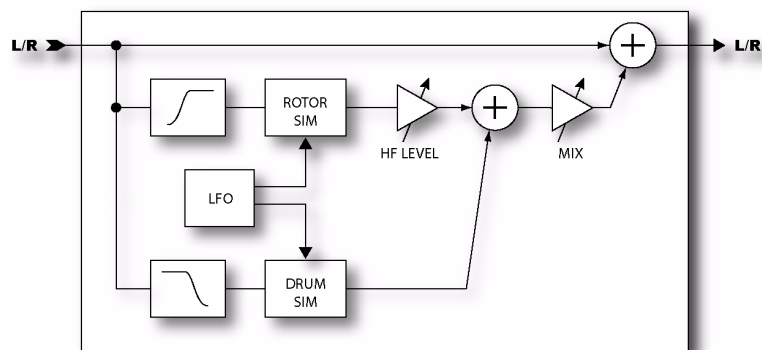 L/R
L/R
ROTOR
SIM
HF LEVEL
MIX
LFO
DRUM
SIM